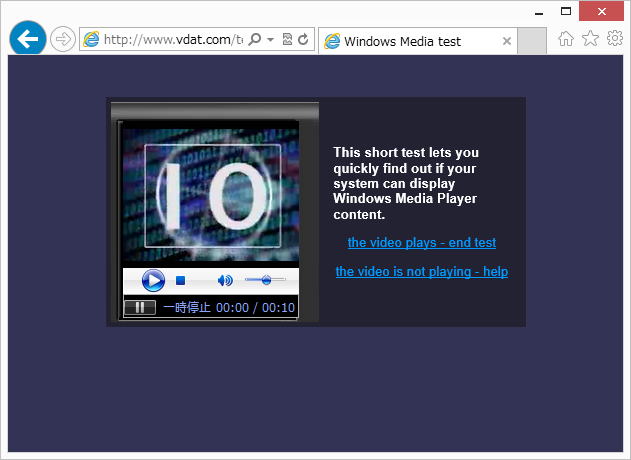 http://www.vdat.com/te
Windows Media test
10
This short test lets you
quickly find out if your
system can display
Windows Media Player
content.
the video plays - end test
the video is not playing - help
一時停止 00:00 / 00:10